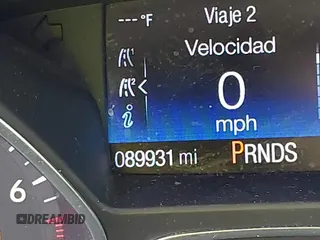 ---°F
Viaje 2
Velocidad
0
mph
089931 mi
PRNDS
6
DREAMBID